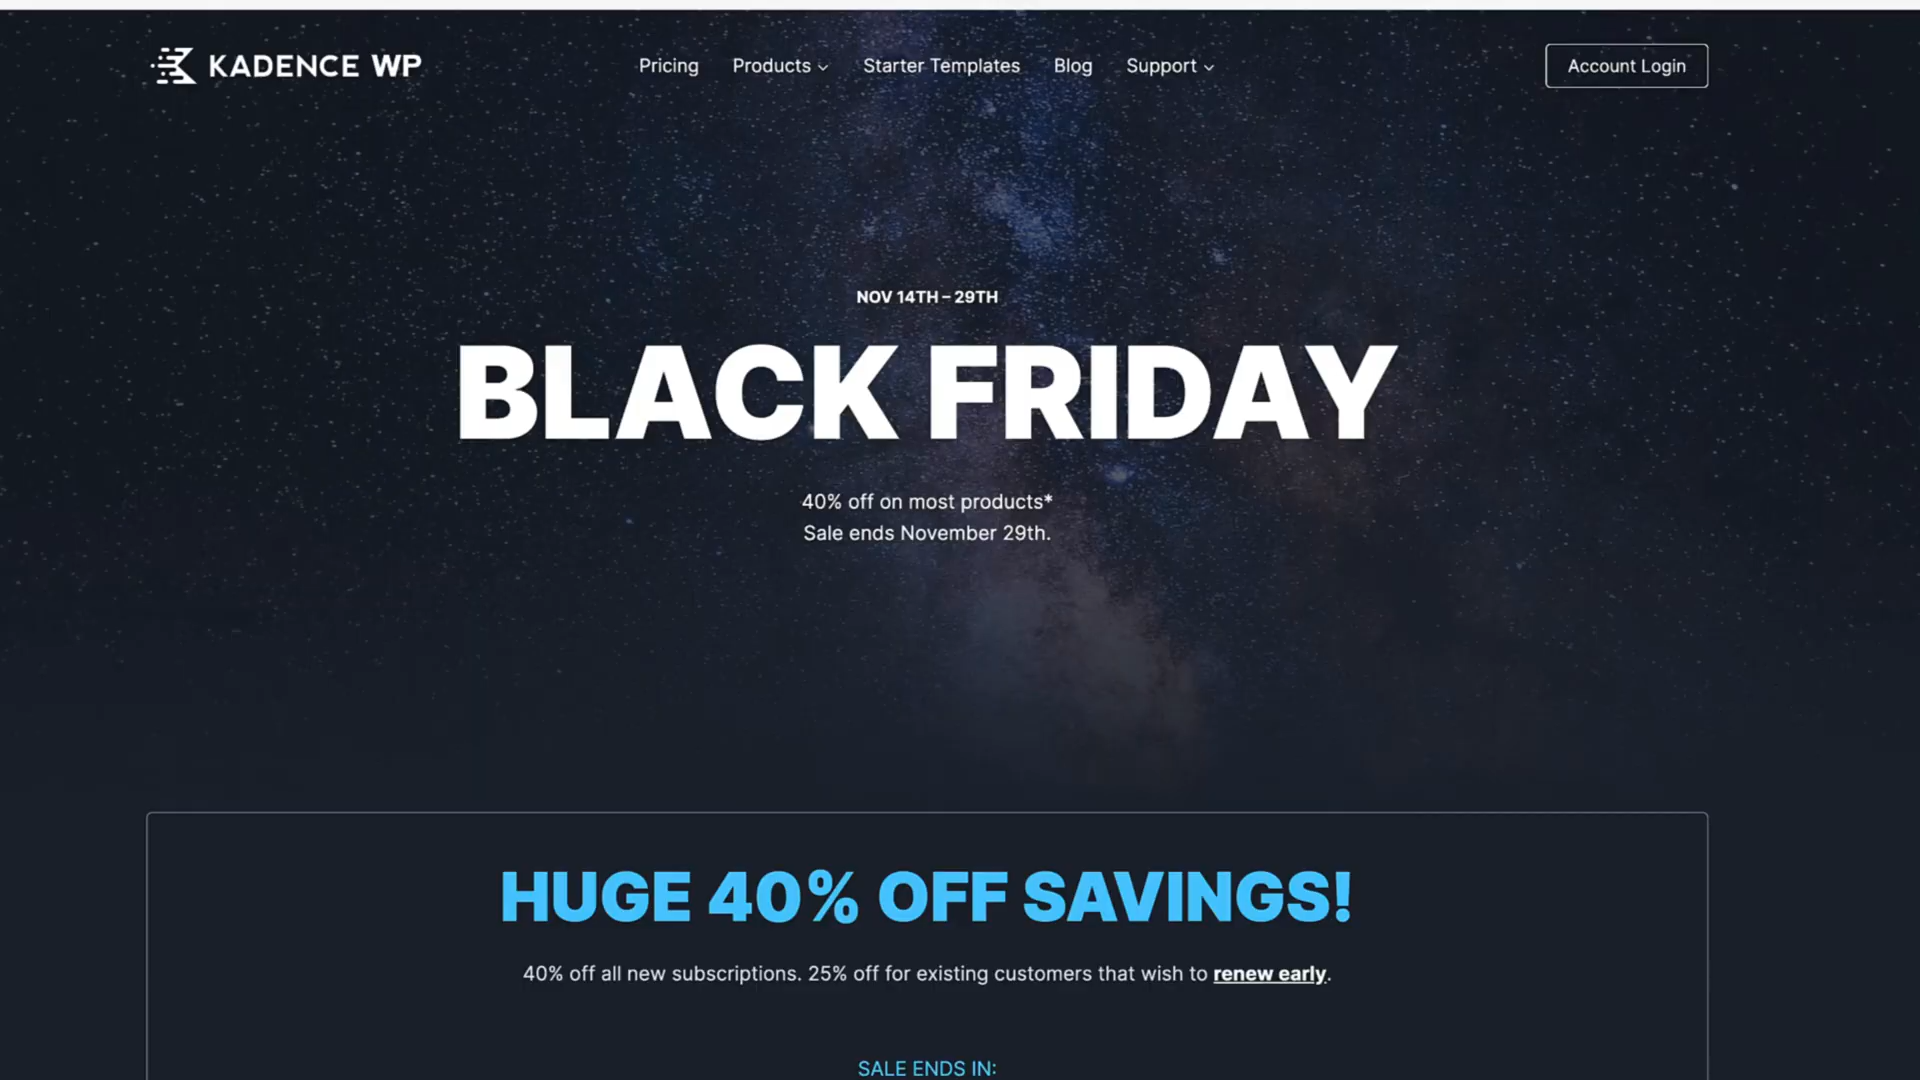 KADENCE WP
Pricing
Products
Starter Templates
Blog
Support
Account Login
NOV 14TH – 29TH
BLACK FRIDAY
40% off on most products*
Sale ends November 29th.
HUGE 40% OFF SAVINGS!
40% off all new subscriptions. 25% off for existing customers that wish to renew early.
SALE ENDS IN: